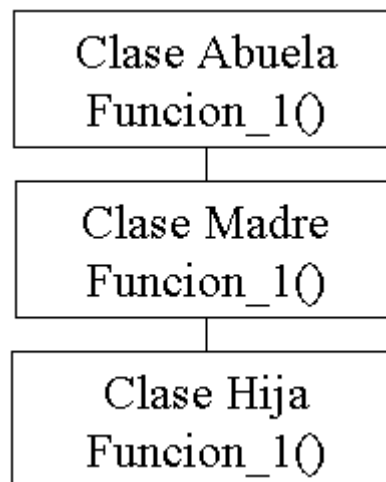 Clase Abuela
Funcion_1()
Clase Madre
Funcion_1()
Clase Hija
Funcion_1()